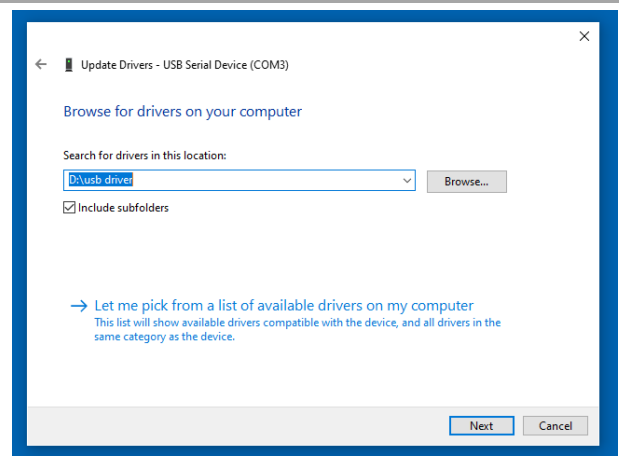 Update Drivers - USB Serial Device (COM3)
Browse for drivers on your computer
Search for drivers in this location:
D:\usb driver
Browse...
Include subfolders
Let me pick from a list of available drivers on my computer
This list will show available drivers compatible with the device, and all drivers in the
same category as the device.
Next
Cancel